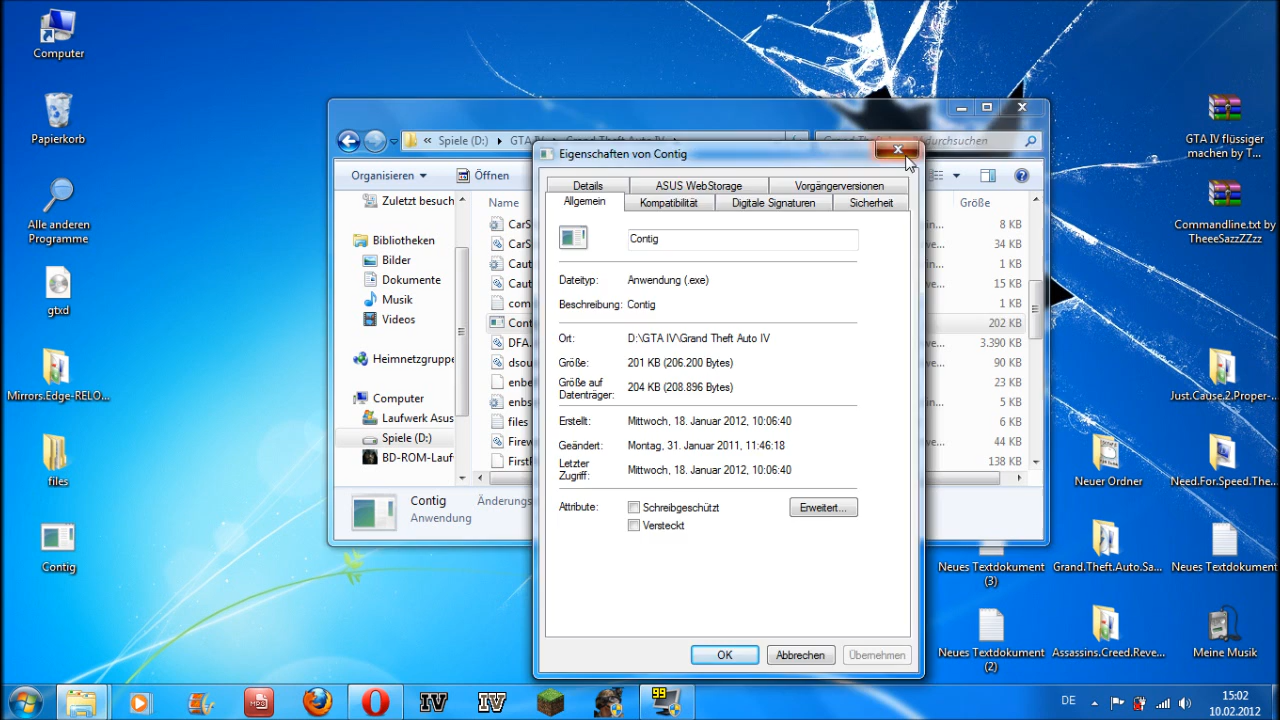 Computer
Papierkorb
Alle anderen
Programme
gtxd
Mirrors.Edge-RELO...
files
Contig
« Spiele (D:)
Organisieren
Öffnen
Zuletzt besuch
Bibliotheken
Bilder
Dokumente
Musik
Videos
Heimnetzgruppe
Computer
Laufwerk Asus
Spiele (D:)
BD-ROM-Lauf
Name
CarS
CarS
Caut
Caut
com
Cont
DFA.
dsou
enbe
enbs
files
Firew
First
Größe
8 KB
34 KB
1 KB
15 KB
1 KB
202 KB
3.390 KB
90 KB
23 KB
5 KB
6 KB
44 KB
138 KB
Contig
Änderungs
Anwendung
Eigenschaften von Contig
Details
ASUS WebStorage
Vorgängerversionen
Allgemein
Kompatibilität
Digitale Signaturen
Sicherheit
Contig
Dateityp: Anwendung (.exe)
Beschreibung: Contig
Ort: D:\GTA IV\Grand Theft Auto IV
Größe: 201 KB (206.200 Bytes)
Größe auf
Datenträger: 204 KB (208.896 Bytes)
Erstellt: Mittwoch, 18. Januar 2012, 10:06:40
Geändert: Montag, 31. Januar 2011, 11:46:18
Letzter
Zugriff: Mittwoch, 18. Januar 2012, 10:06:40
Attribute: Schreibgeschützt
Erweitert...
Versteckt
OK
Abbrechen
Übernehmen
GTA IV flüssiger
machen by T...
Commandline.txt by
TheeeSazzZZzz
Just.Cause.2.Proper-...
Neuer Ordner
Need.For.Speed.The...
Neues Textdokument
(3)
Grand.Theft.Auto.Sa...
Neues Textdokument
Neues Textdokument
(2)
Assassins.Creed.Reve...
Meine Musik
HDD
IV
IV
99
DE
15:02
10.02.2012